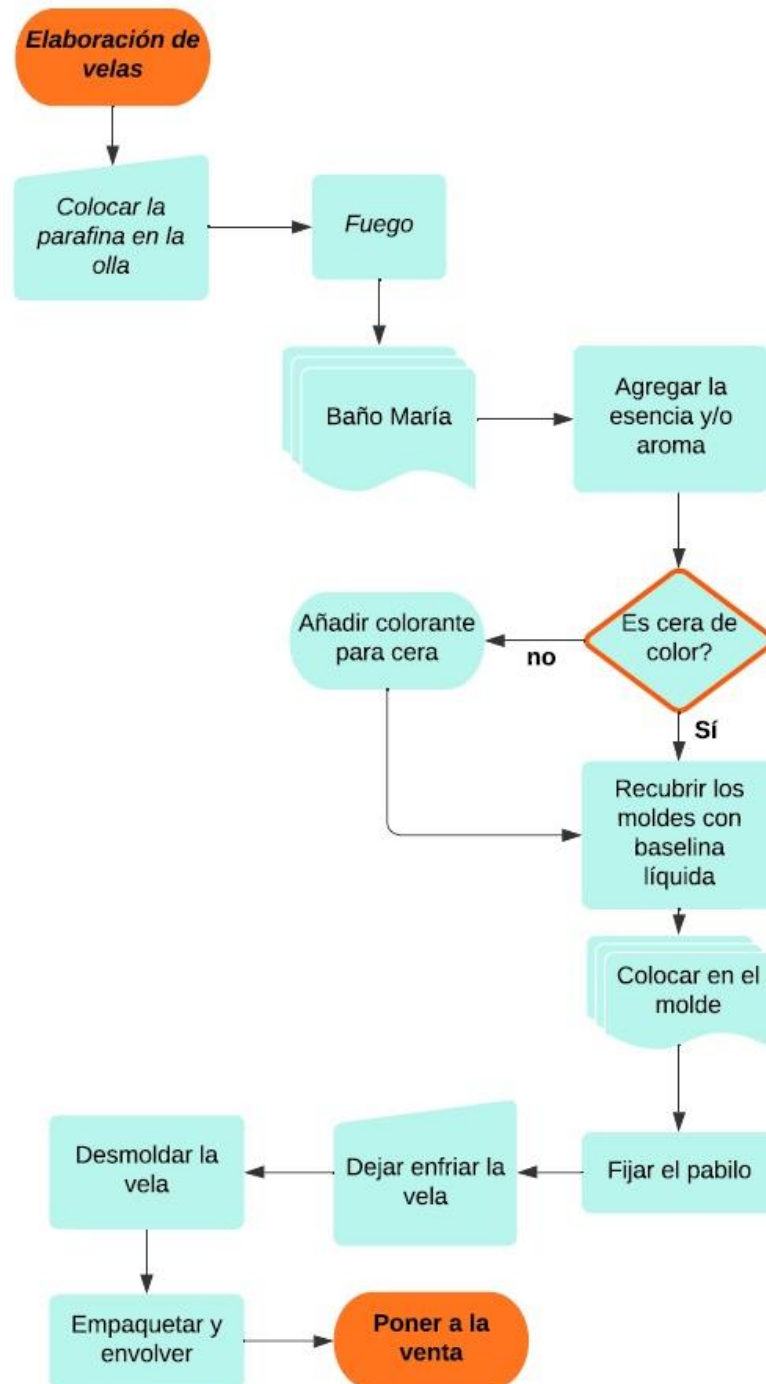 Elaboración de
velas
Colocar la
parafina en la
olla
Fuego
Baño María
Agregar la
esencia y/o
aroma
Es cera de
color?
no
Añadir colorante
para cera
Sí
Recubrir los
moldes con
baselina
líquida
Colocar en el
molde
Fijar el pabilo
Dejar enfriar la
vela
Desmoldar la
vela
Empaquetar y
envolver
Poner a la
venta